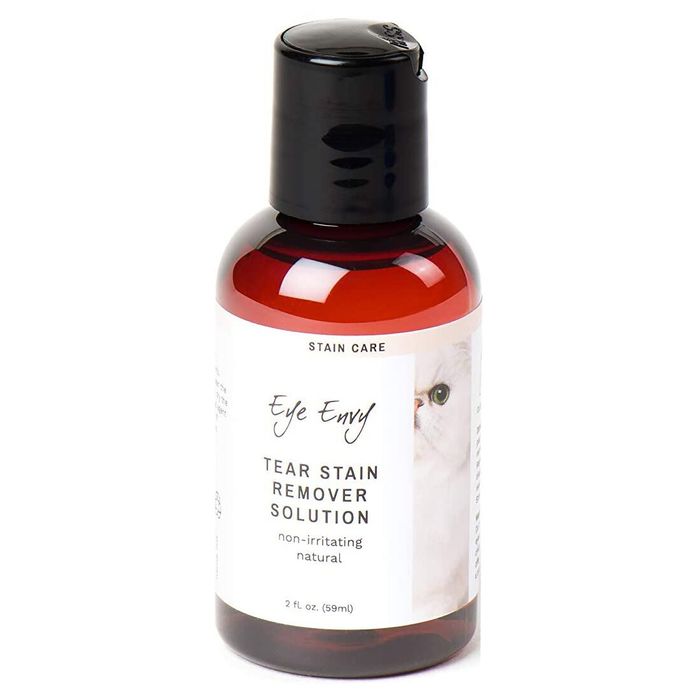 STAIN CARE
Eye Envy
TEAR STAIN
REMOVER
SOLUTION
non-irritating
natural
2 fl. oz. (59ml)